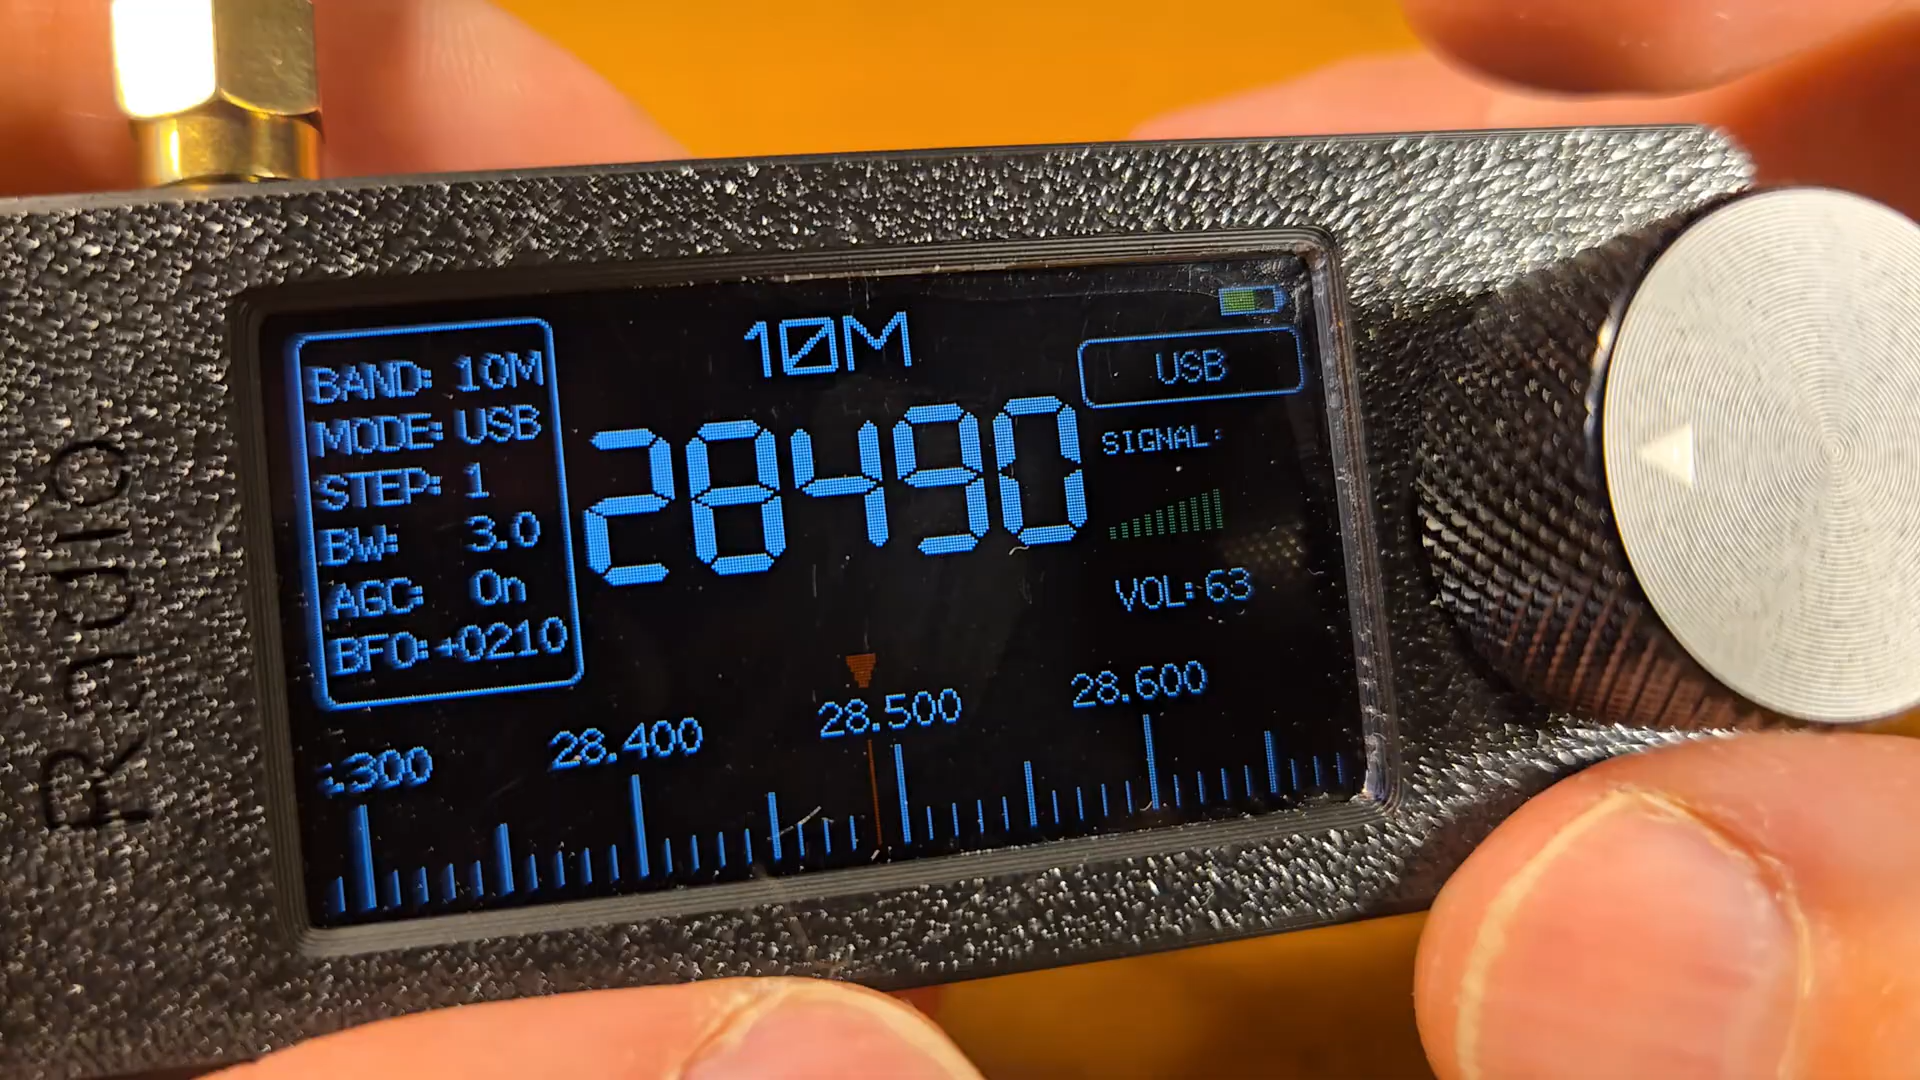 Radio
10M
USB
BAND: 10M
MODE: USB
STEP: 1
BW: 3.0
AGC: On
BFO:+0210
28490
SIGNAL:
VOL:63
.300
28.400
28.500
28.600